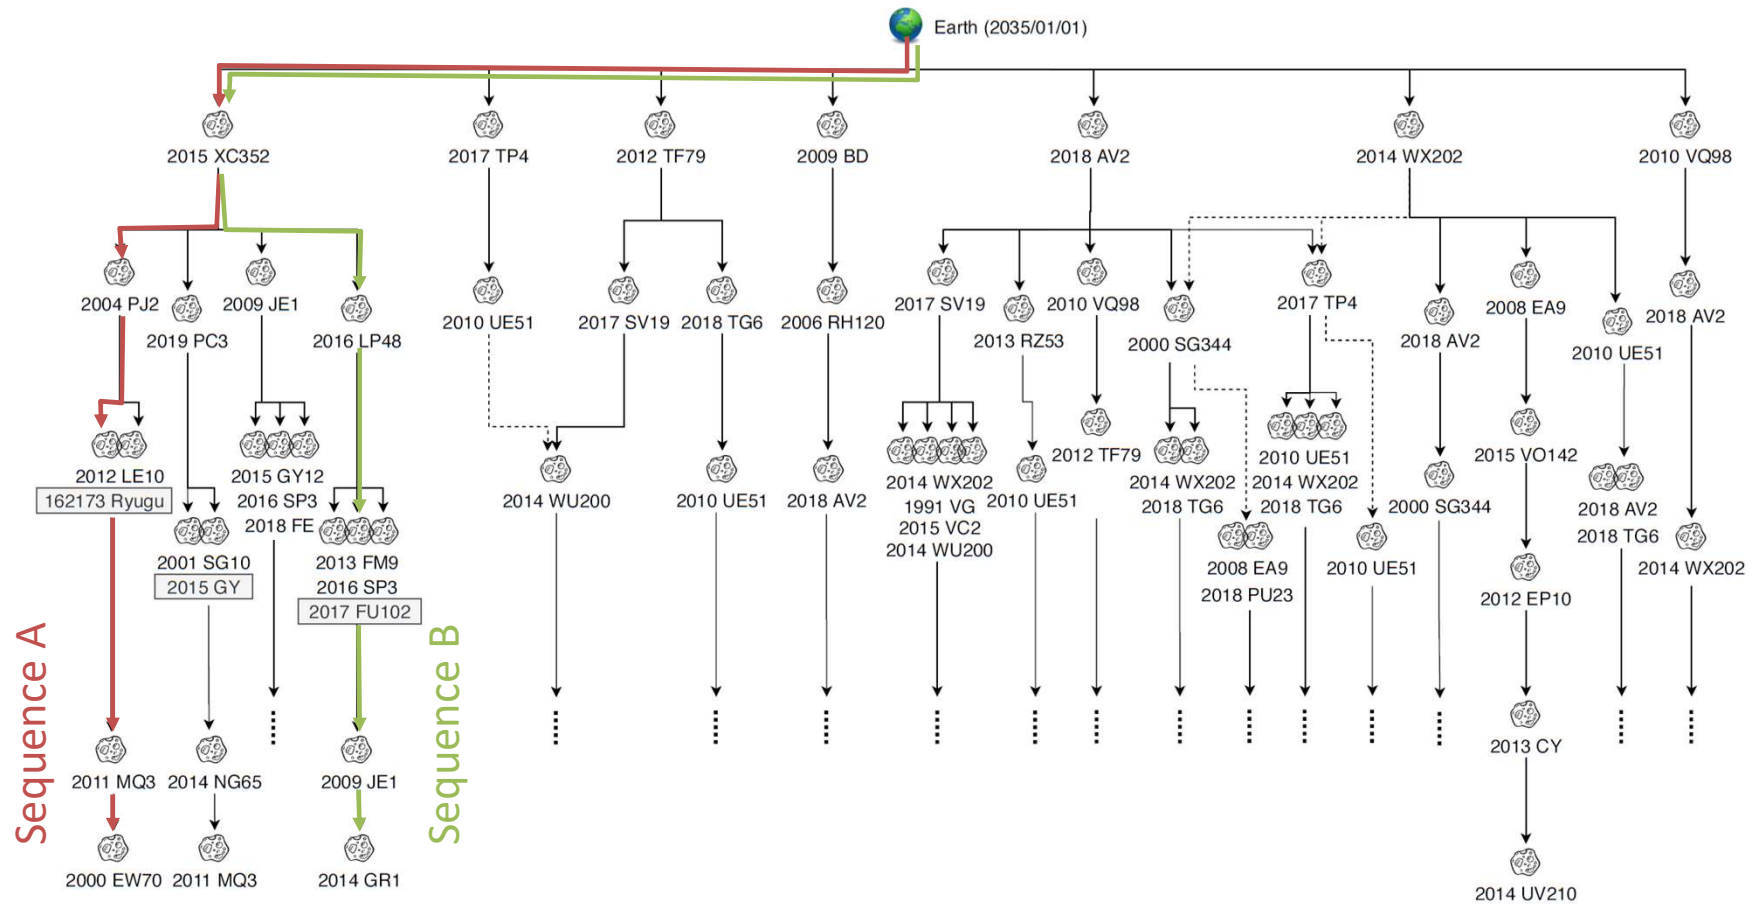 Earth (2035/01/01)
2015 XC352
2017 TP4
2012 TF79
2009 BD
2018 AV2
2014 WX202
2010 VQ98
2004 PJ2
2009 JE1
2019 PC3
2016 LP48
2010 UE51
2017 SV19
2018 TG6
2006 RH120
2017 SV19
2010 VQ98
2013 RZ53
2000 SG344
2017 TP4
2018 AV2
2008 EA9
2010 UE51
2018 AV2
2012 LE10
162173 Ryugu
2015 GY12
2016 SP3
2018 FE
2001 SG10
2015 GY
2013 FM9
2016 SP3
2017 FU102
2014 WU200
2010 UE51
2018 AV2
2014 WX202
1991 VG
2015 VC2
2014 WU200
2010 UE51
2012 TF79
2014 WX202
2018 TG6
2008 EA9
2018 PU23
2010 UE51
2014 WX202
2018 TG6
2010 UE51
2000 SG344
2015 VO142
2012 EP10
2018 AV2
2018 TG6
2014 WX202
Sequence A
Sequence B
2011 MQ3
2014 NG65
2009 JE1
2013 CY
2000 EW70
2011 MQ3
2014 GR1
2014 UV210